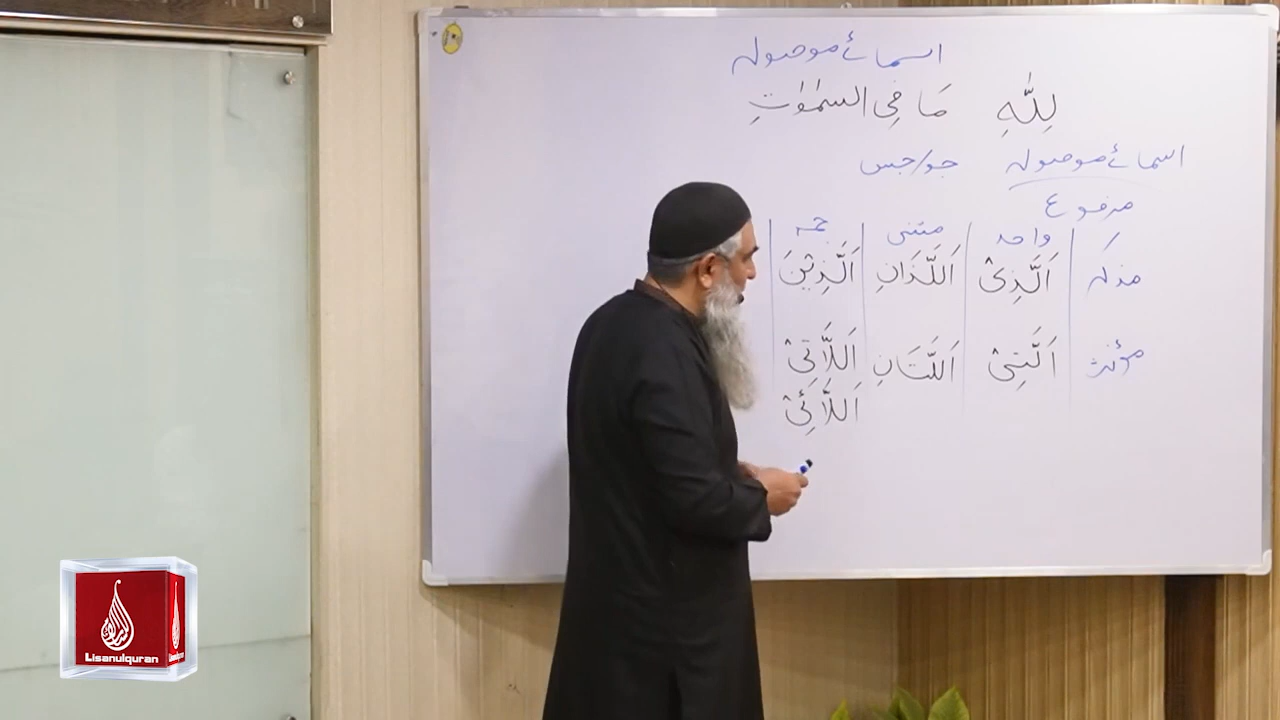 اسمائے موصولہ
لِلّٰهِ مَا فِی السمٰوٰتِ
اسمائے موصولہ جو/جس
مرفوع
واحد مثنی جمع
مذکر اَلَّذِیْ اَللَّذَانِ اَلَّذِیْنَ
مؤنث اَلَّتِیْ اَللَّتَانِ اَللَّاتِیْ
اَللَّائِیْ
Lisanulquran